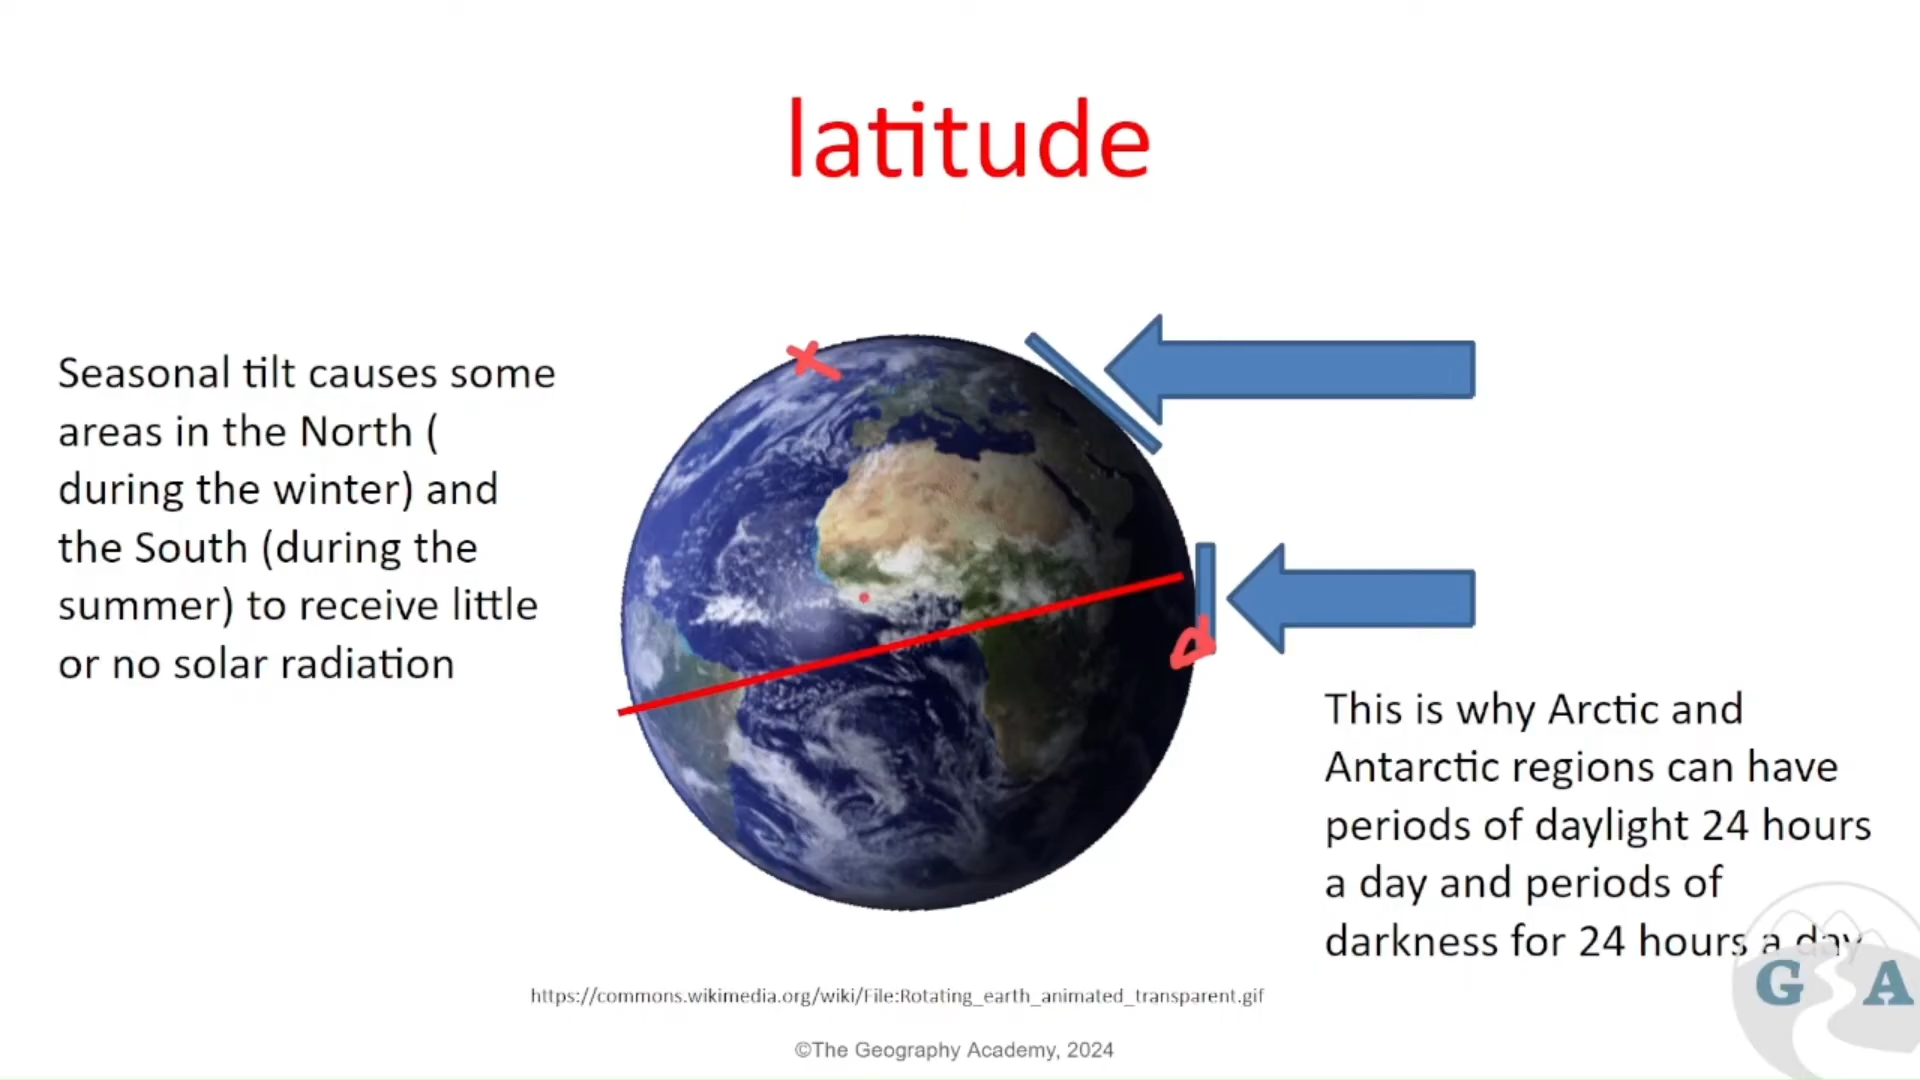 latitude
Seasonal tilt causes some
areas in the North (
during the winter) and
the South (during the
summer) to receive little
or no solar radiation
This is why Arctic and
Antarctic regions can have
periods of daylight 24 hours
a day and periods of
darkness for 24 hours a day
G A
https://commons.wikimedia.org/wiki/File:Rotating_earth_animated_transparent.gif
©The Geography Academy, 2024